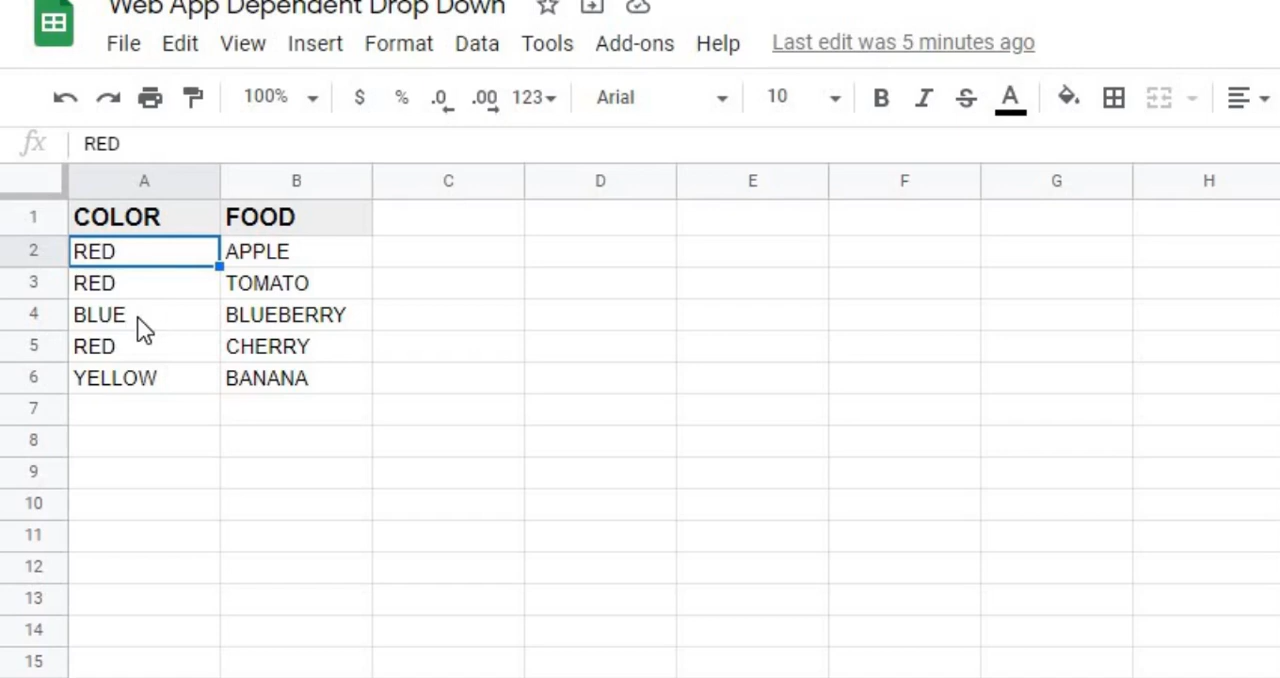 Web App Dependent Drop Down
File Edit View Insert Format Data Tools Add-ons Help Last edit was 5 minutes ago
100% $ % .0 .00 123 Arial 10 B I S A
fx RED
A B C D E F G H
1 COLOR FOOD
2 RED APPLE
3 RED TOMATO
4 BLUE BLUEBERRY
5 RED CHERRY
6 YELLOW BANANA
7
8
9
10
11
12
13
14
15